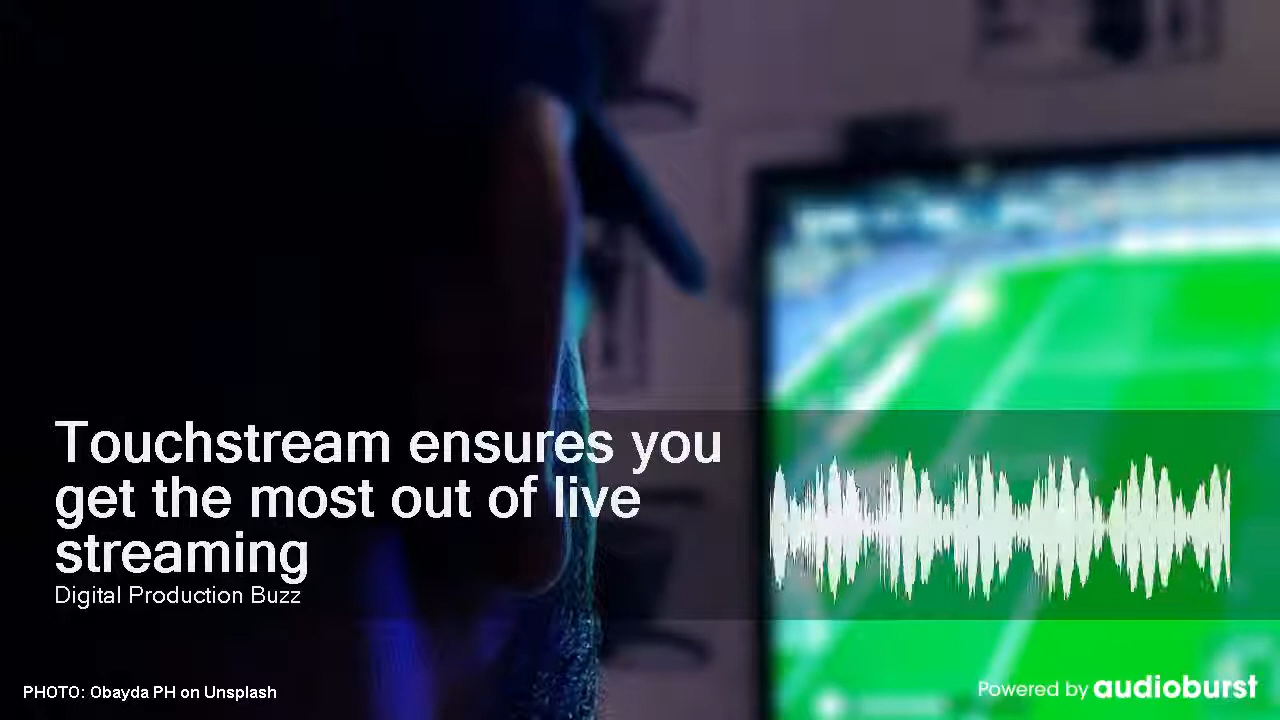 Touchstream ensures you
get the most out of live
streaming
Digital Production Buzz
PHOTO: Obayda PH on Unsplash
Powered by audioburst